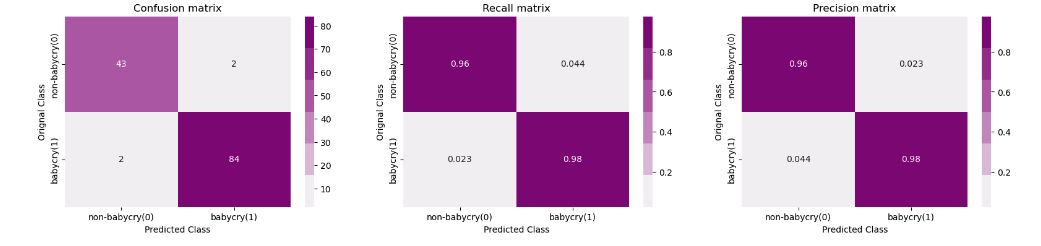 Confusion matrix
Orignal Class
non-babycry(0)
babycry(1)
43
2
2
84
non-babycry(0)
babycry(1)
Predicted Class
80
70
60
50
40
30
20
10
Recall matrix
Orignal Class
non-babycry(0)
babycry(1)
0.96
0.044
0.023
0.98
non-babycry(0)
babycry(1)
Predicted Class
0.8
0.6
0.4
0.2
Precision matrix
Orignal Class
non-babycry(0)
babycry(1)
0.96
0.023
0.044
0.98
non-babycry(0)
babycry(1)
Predicted Class
0.8
0.6
0.4
0.2